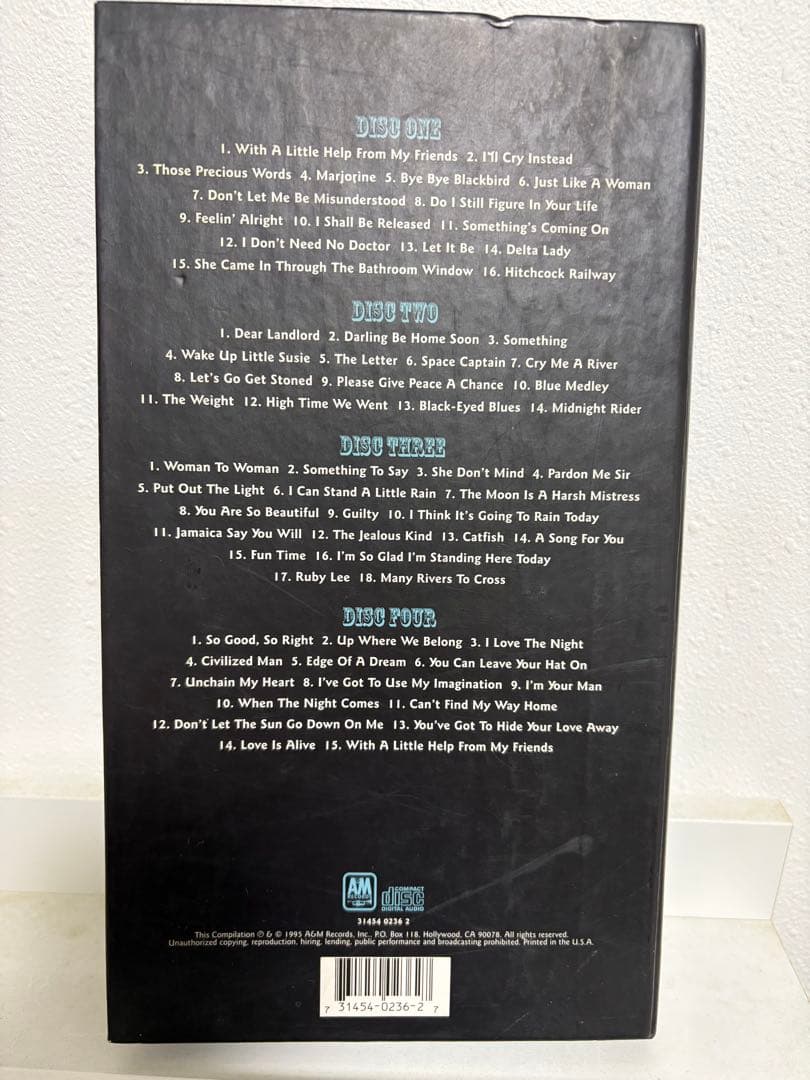 DISC ONE
1. With A Little Help From My Friends 2. I'll Cry Instead
3. Those Precious Words 4. Marjorine 5. Bye Bye Blackbird 6. Just Like A Woman
7. Don't Let Me Be Misunderstood 8. Do I Still Figure In Your Life
9. Feelin' Alright 10. I Shall Be Released 11. Something's Coming On
12. I Don't Need No Doctor 13. Let It Be 14. Delta Lady
15. She Came In Through The Bathroom Window 16. Hitchcock Railway
DISC TWO
1. Dear Landlord 2. Darling Be Home Soon 3. Something
4. Wake Up Little Susie 5. The Letter 6. Space Captain 7. Cry Me A River
8. Let's Go Get Stoned 9. Please Give Peace A Chance 10. Blue Medley
11. The Weight 12. High Time We Went 13. Black-Eyed Blues 14. Midnight Rider
DISC THREE
1. Woman To Woman 2. Something To Say 3. She Don't Mind 4. Pardon Me Sir
5. Put Out The Light 6. I Can Stand A Little Rain 7. The Moon Is A Harsh Mistress
8. You Are So Beautiful 9. Guilty 10. I Think It's Going To Rain Today
11. Jamaica Say You Will 12. The Jealous Kind 13. Catfish 14. A Song For You
15. Fun Time 16. I'm So Glad I'm Standing Here Today
17. Ruby Lee 18. Many Rivers To Cross
DISC FOUR
1. So Good, So Right 2. Up Where We Belong 3. I Love The Night
4. Civilized Man 5. Edge Of A Dream 6. You Can Leave Your Hat On
7. Unchain My Heart 8. I've Got To Use My Imagination 9. I'm Your Man
10. When The Night Comes 11. Can't Find My Way Home
12. Don't Let The Sun Go Down On Me 13. You've Got To Hide Your Love Away
14. Love Is Alive 15. With A Little Help From My Friends
A&M RECORDS
COMPACT disc DIGITAL AUDIO
31454 0236 2
This Compilation ℗ & © 1995 A&M Records, Inc., P.O. Box 118, Hollywood, CA 90078. All rights reserved.
Unauthorized copying, reproduction, hiring, lending, public performance and broadcasting prohibited. Printed in the U.S.A.
7 31454-0236-2 7